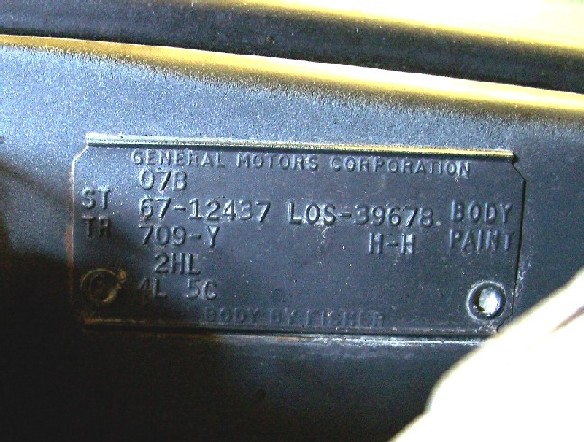 GENERAL MOTORS CORPORATION
07B
ST 67-12437 LOS-39678 BODY
TR 709-Y H-H PAINT
2HL
4L 5G
BODY BY FISHER